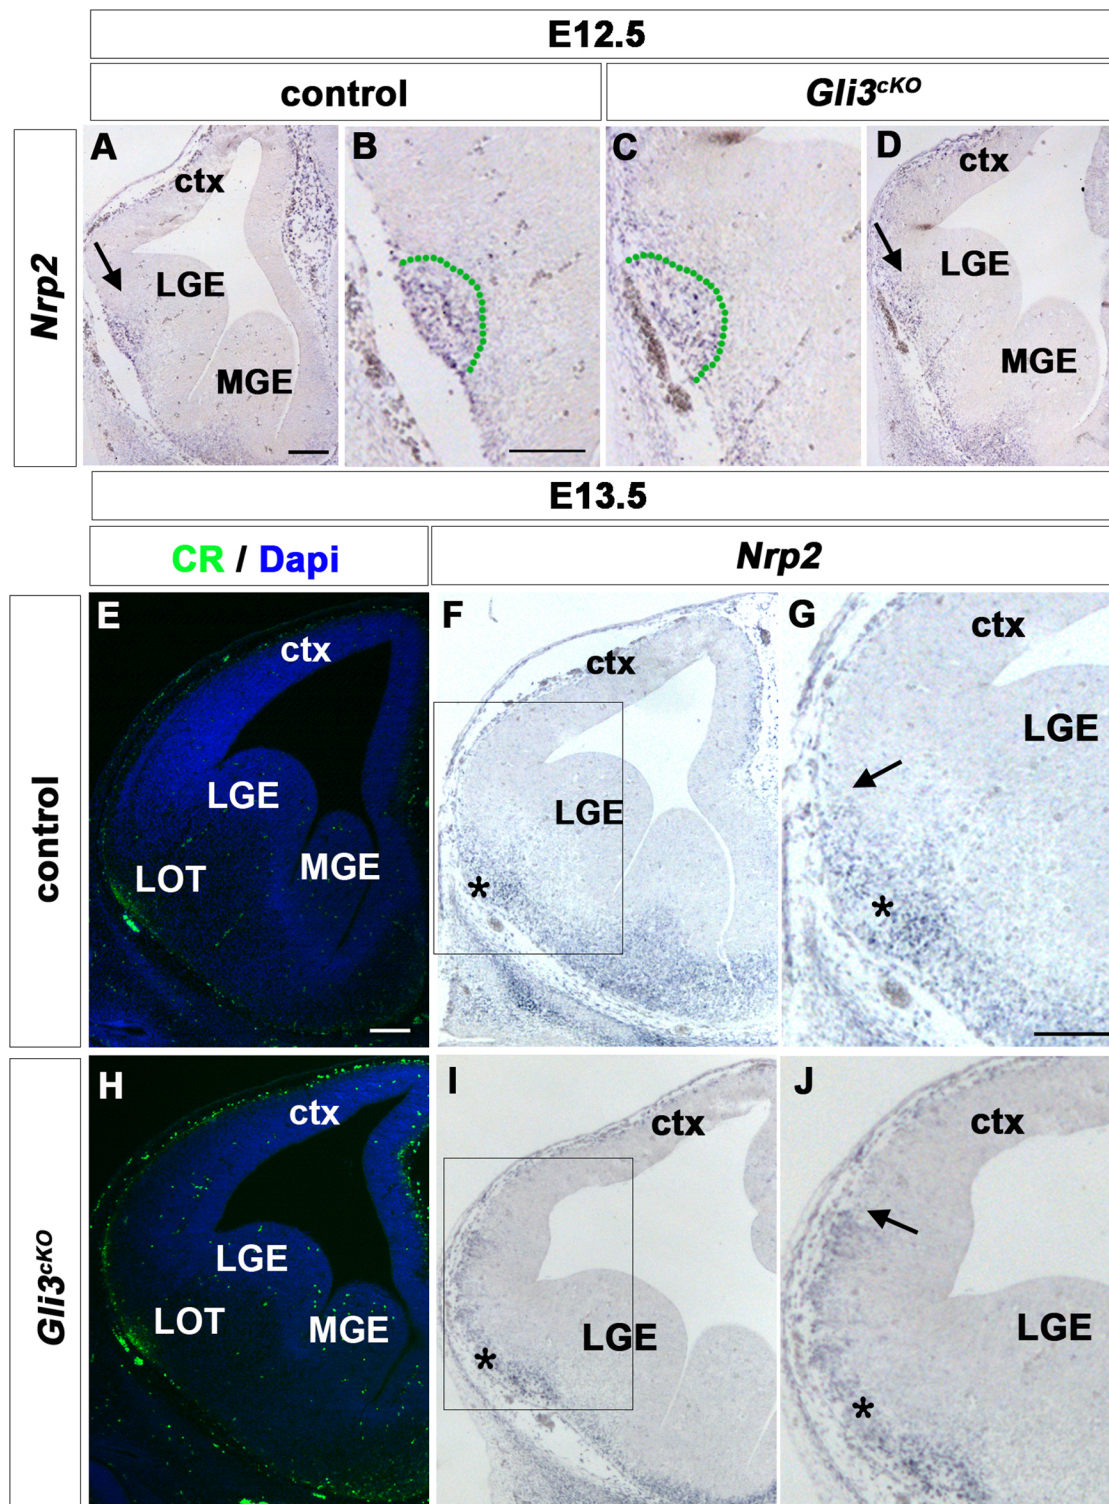 E12.5
control Gli3cKO
Nrp2
A ctx LGE MGE
B
C
D ctx LGE MGE
E13.5
CR / Dapi Nrp2
control
E ctx LGE LOT MGE
F ctx LGE *
G ctx LGE *
Gli3cKO
H ctx LGE LOT MGE
I ctx LGE *
J ctx LGE *